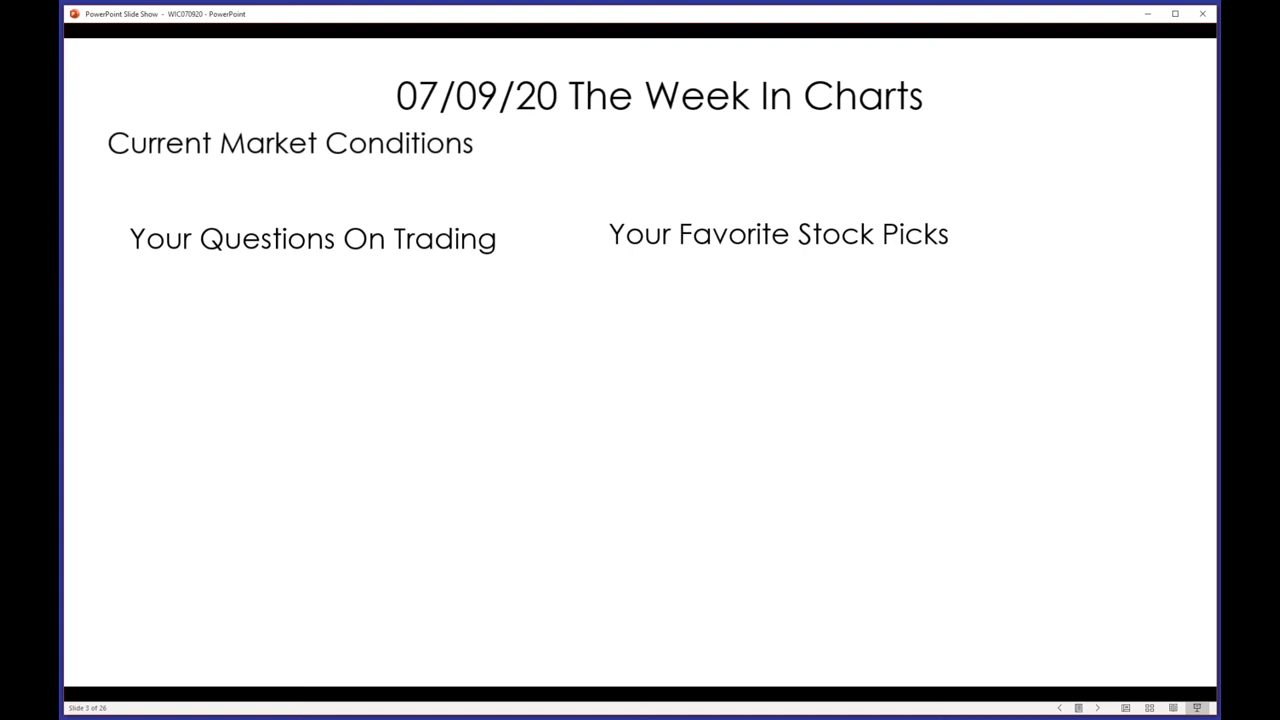 PowerPoint Slide Show - WIC070920 - PowerPoint
07/09/20 The Week In Charts
Current Market Conditions
Your Questions On Trading
Your Favorite Stock Picks
Slide 3 of 26